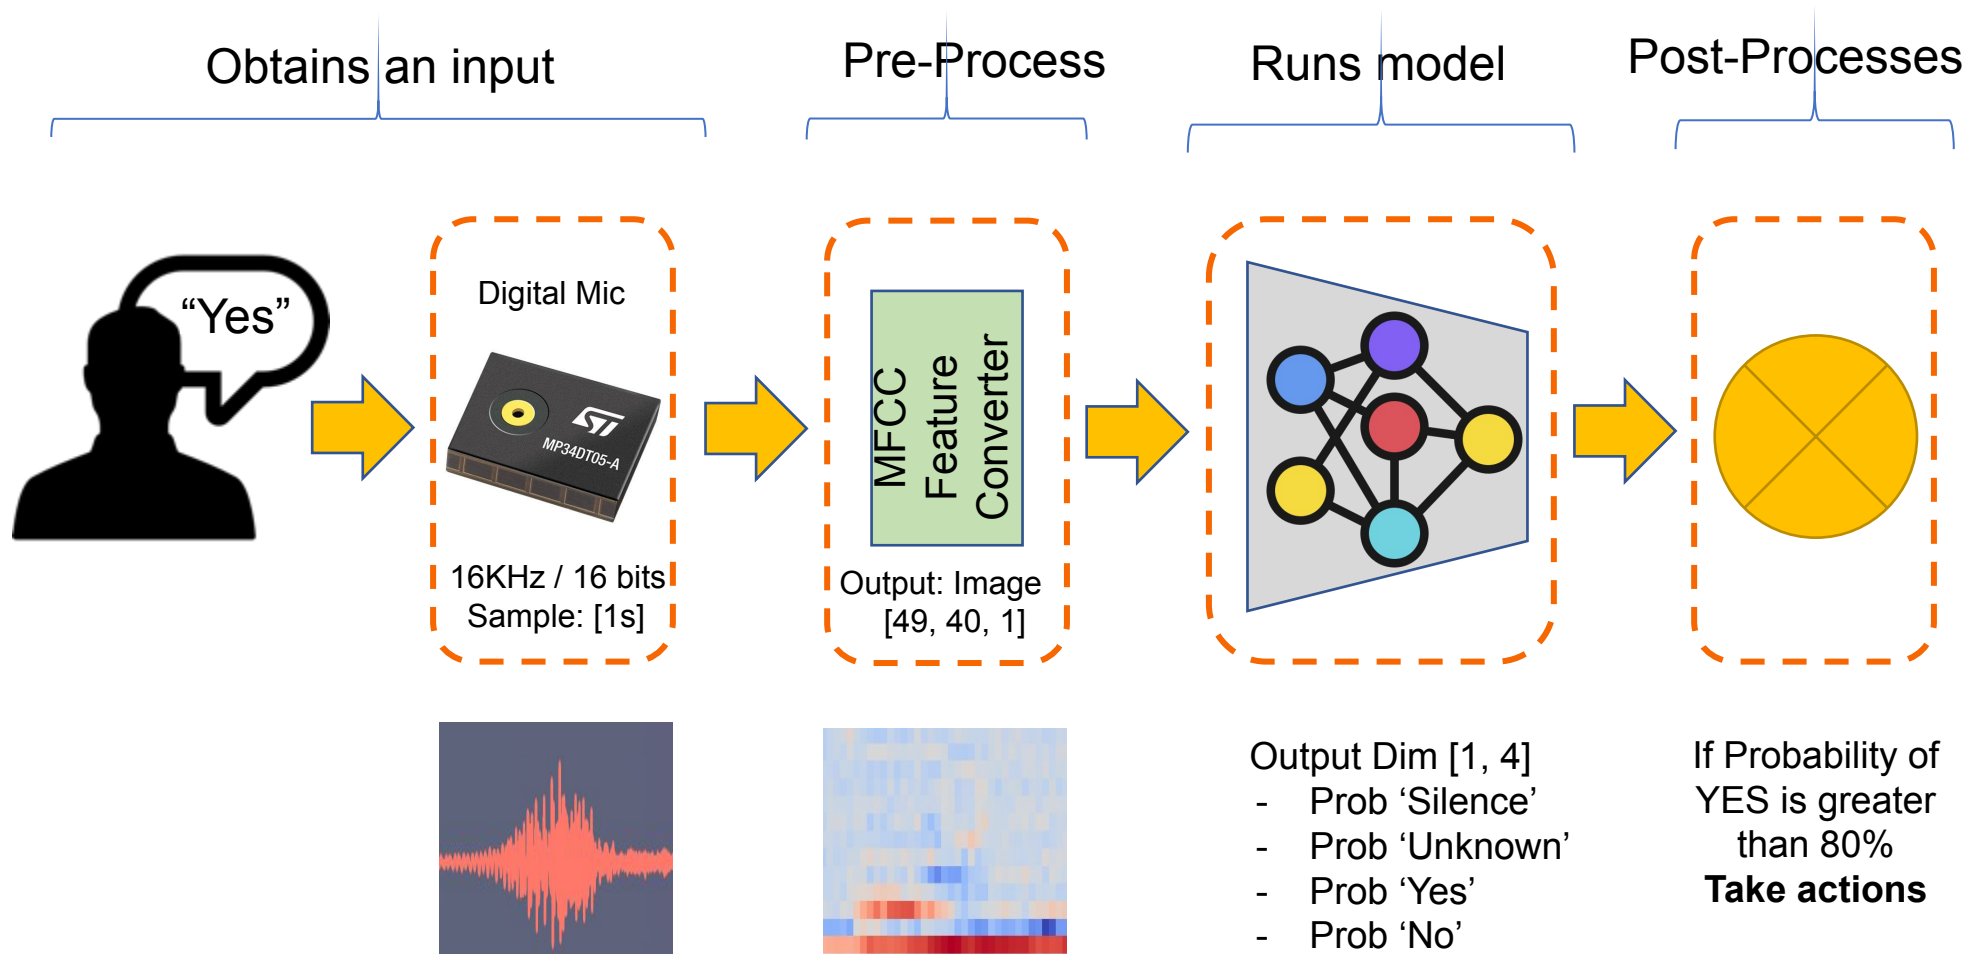 Obtains an input
Pre-Process
Runs model
Post-Processes
“Yes”
Digital Mic
ST
MP34DT05-A
16KHz / 16 bits
Sample: [1s]
MFCC
Feature
Converter
Output: Image
[49, 40, 1]
Output Dim [1, 4]
- Prob ‘Silence’
- Prob ‘Unknown’
- Prob ‘Yes’
- Prob ‘No’
If Probability of
YES is greater
than 80%
Take actions